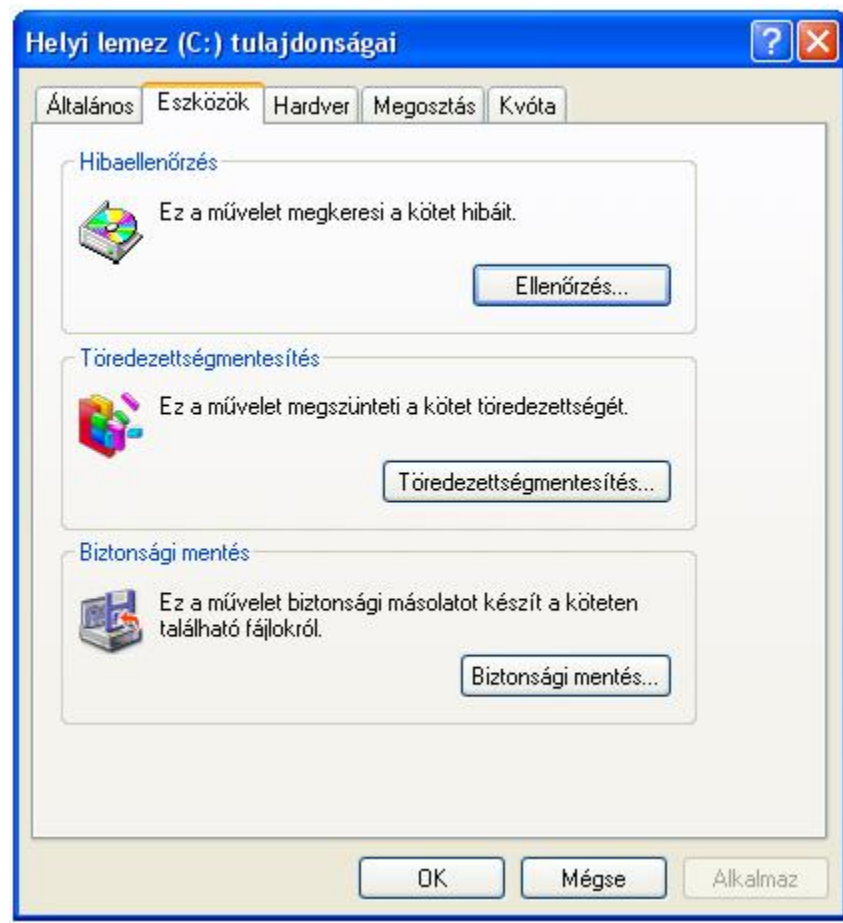 Helyi lemez (C:) tulajdonságai
Általános Eszközök Hardver Megosztás Kvóta
Hibaellenőrzés
Ez a művelet megkeresi a kötet hibáit.
Ellenőrzés...
Töredezettségmentesítés
Ez a művelet megszünteti a kötet töredezettségét.
Töredezettségmentesítés...
Biztonsági mentés
Ez a művelet biztonsági másolatot készít a köteten
található fájlokról.
Biztonsági mentés...
OK Mégse Alkalmaz